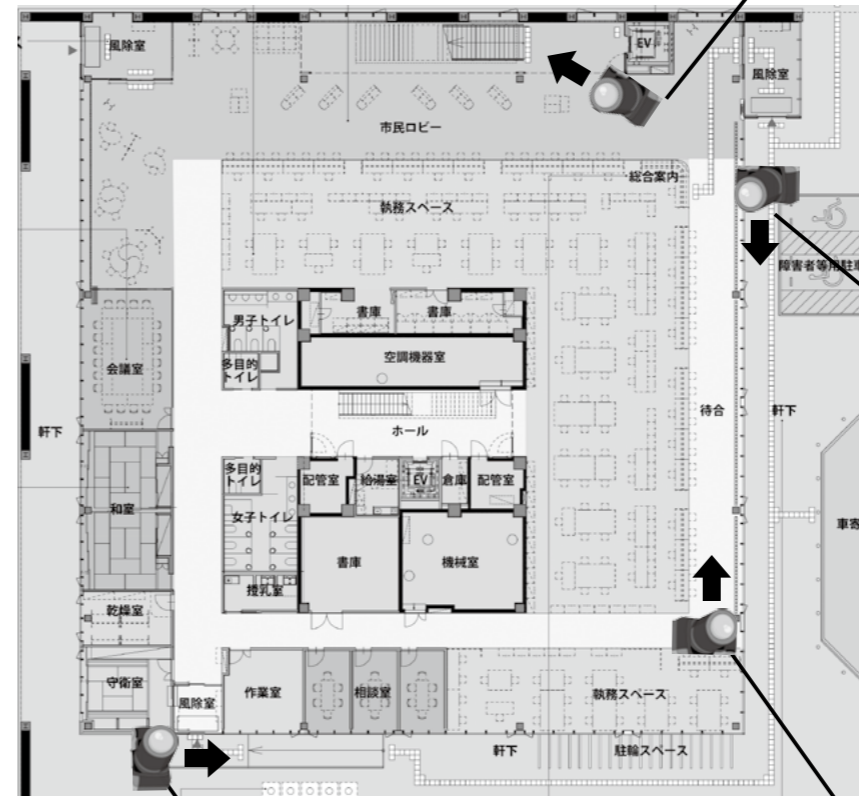 風除室
EV
風除室
市民ロビー
総合案内
執務スペース
障害者等用駐車
男子トイレ
書庫
書庫
多目的
トイレ
空調機器室
会議室
待合
軒下
ホール
軒下
多目的
トイレ
配管室
給湯室
EV
倉庫
配管室
和室
女子トイレ
車寄
書庫
機械室
授乳室
乾燥室
守衛室
風除室
作業室
相談室
執務スペース
軒下
駐輪スペース